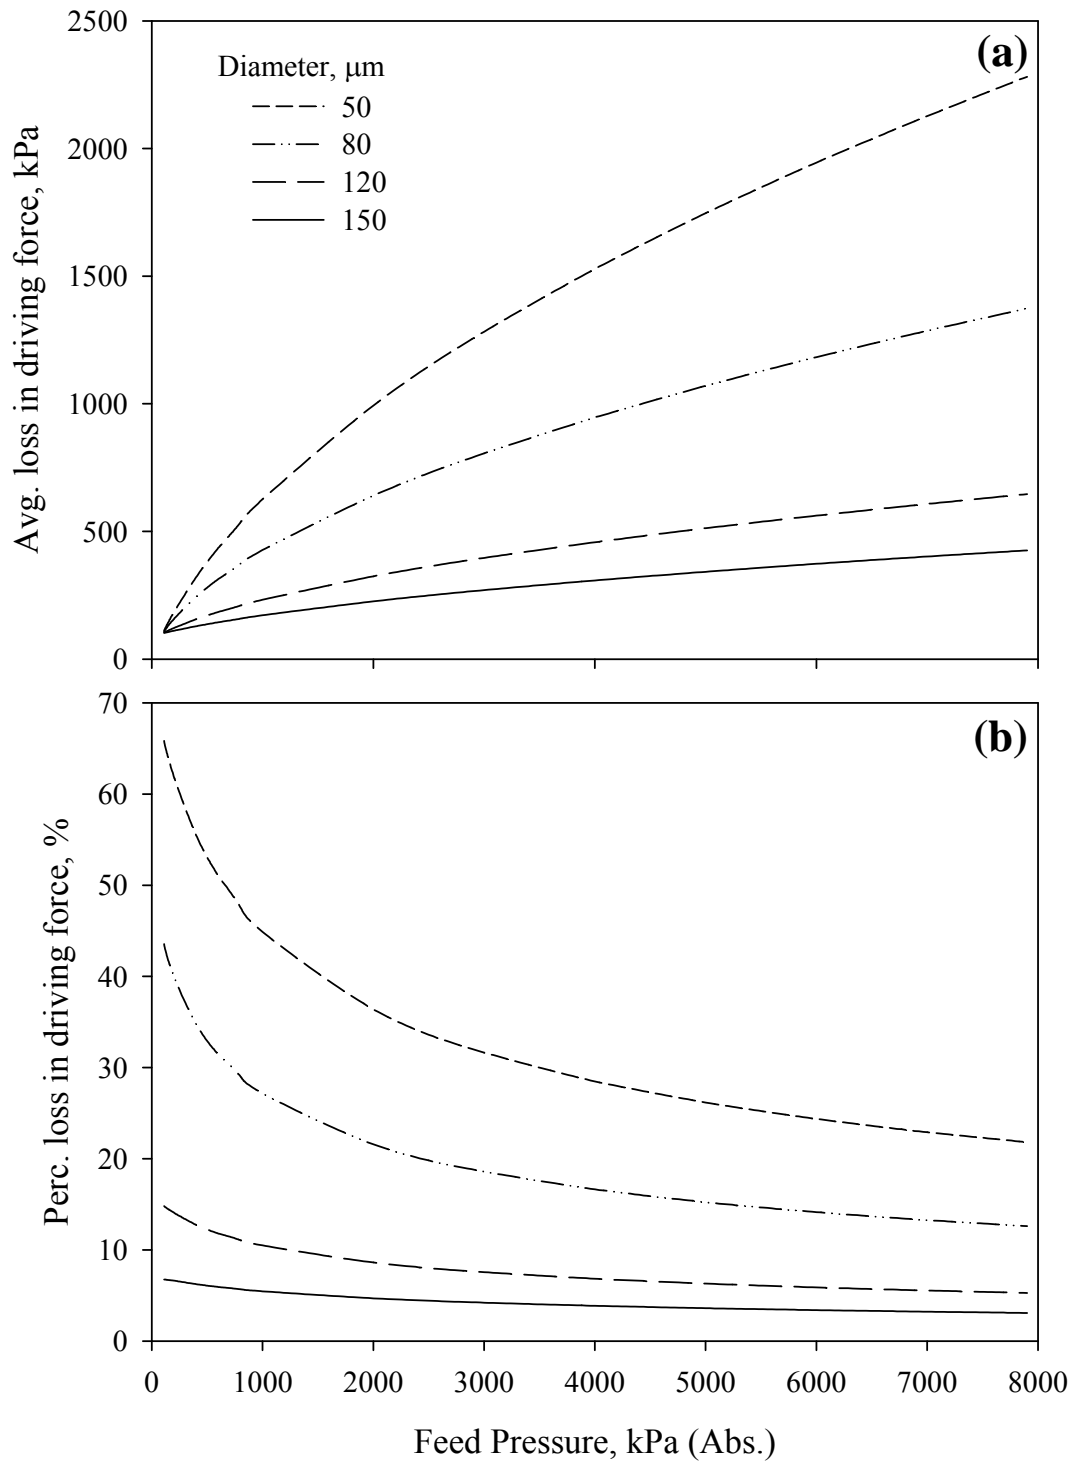 2500
(a)
Diameter, μm
50
80
120
150
2000
1500
1000
500
0
Avg. loss in driving force, kPa
70
(b)
60
50
40
30
20
10
0
Perc. loss in driving force, %
0 1000 2000 3000 4000 5000 6000 7000 8000
Feed Pressure, kPa (Abs.)